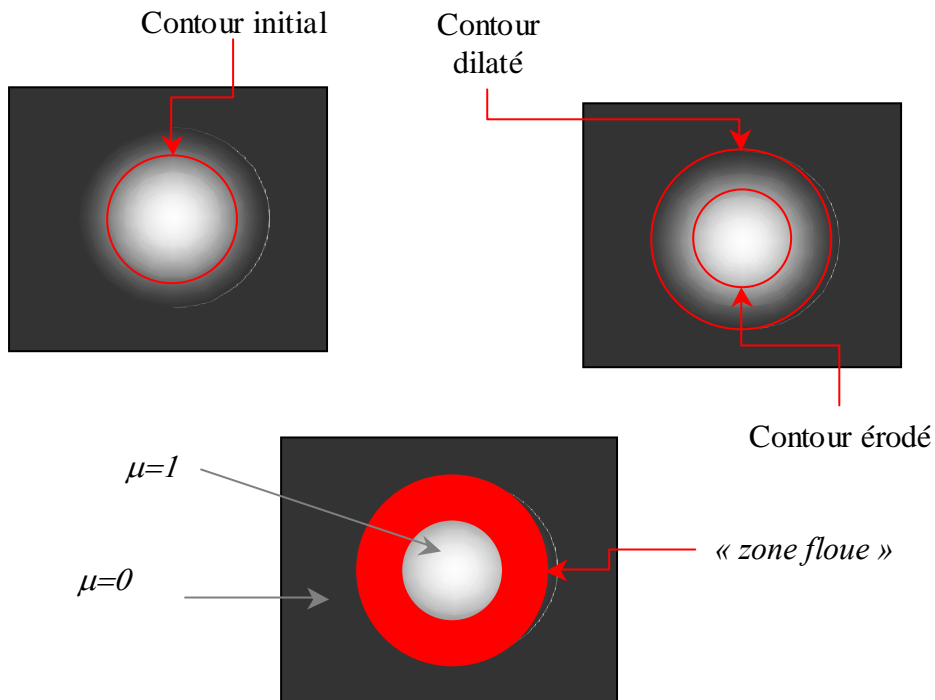 Contour initial
Contour
dilaté
Contour érodé
μ=1
« zone floue »
μ=0